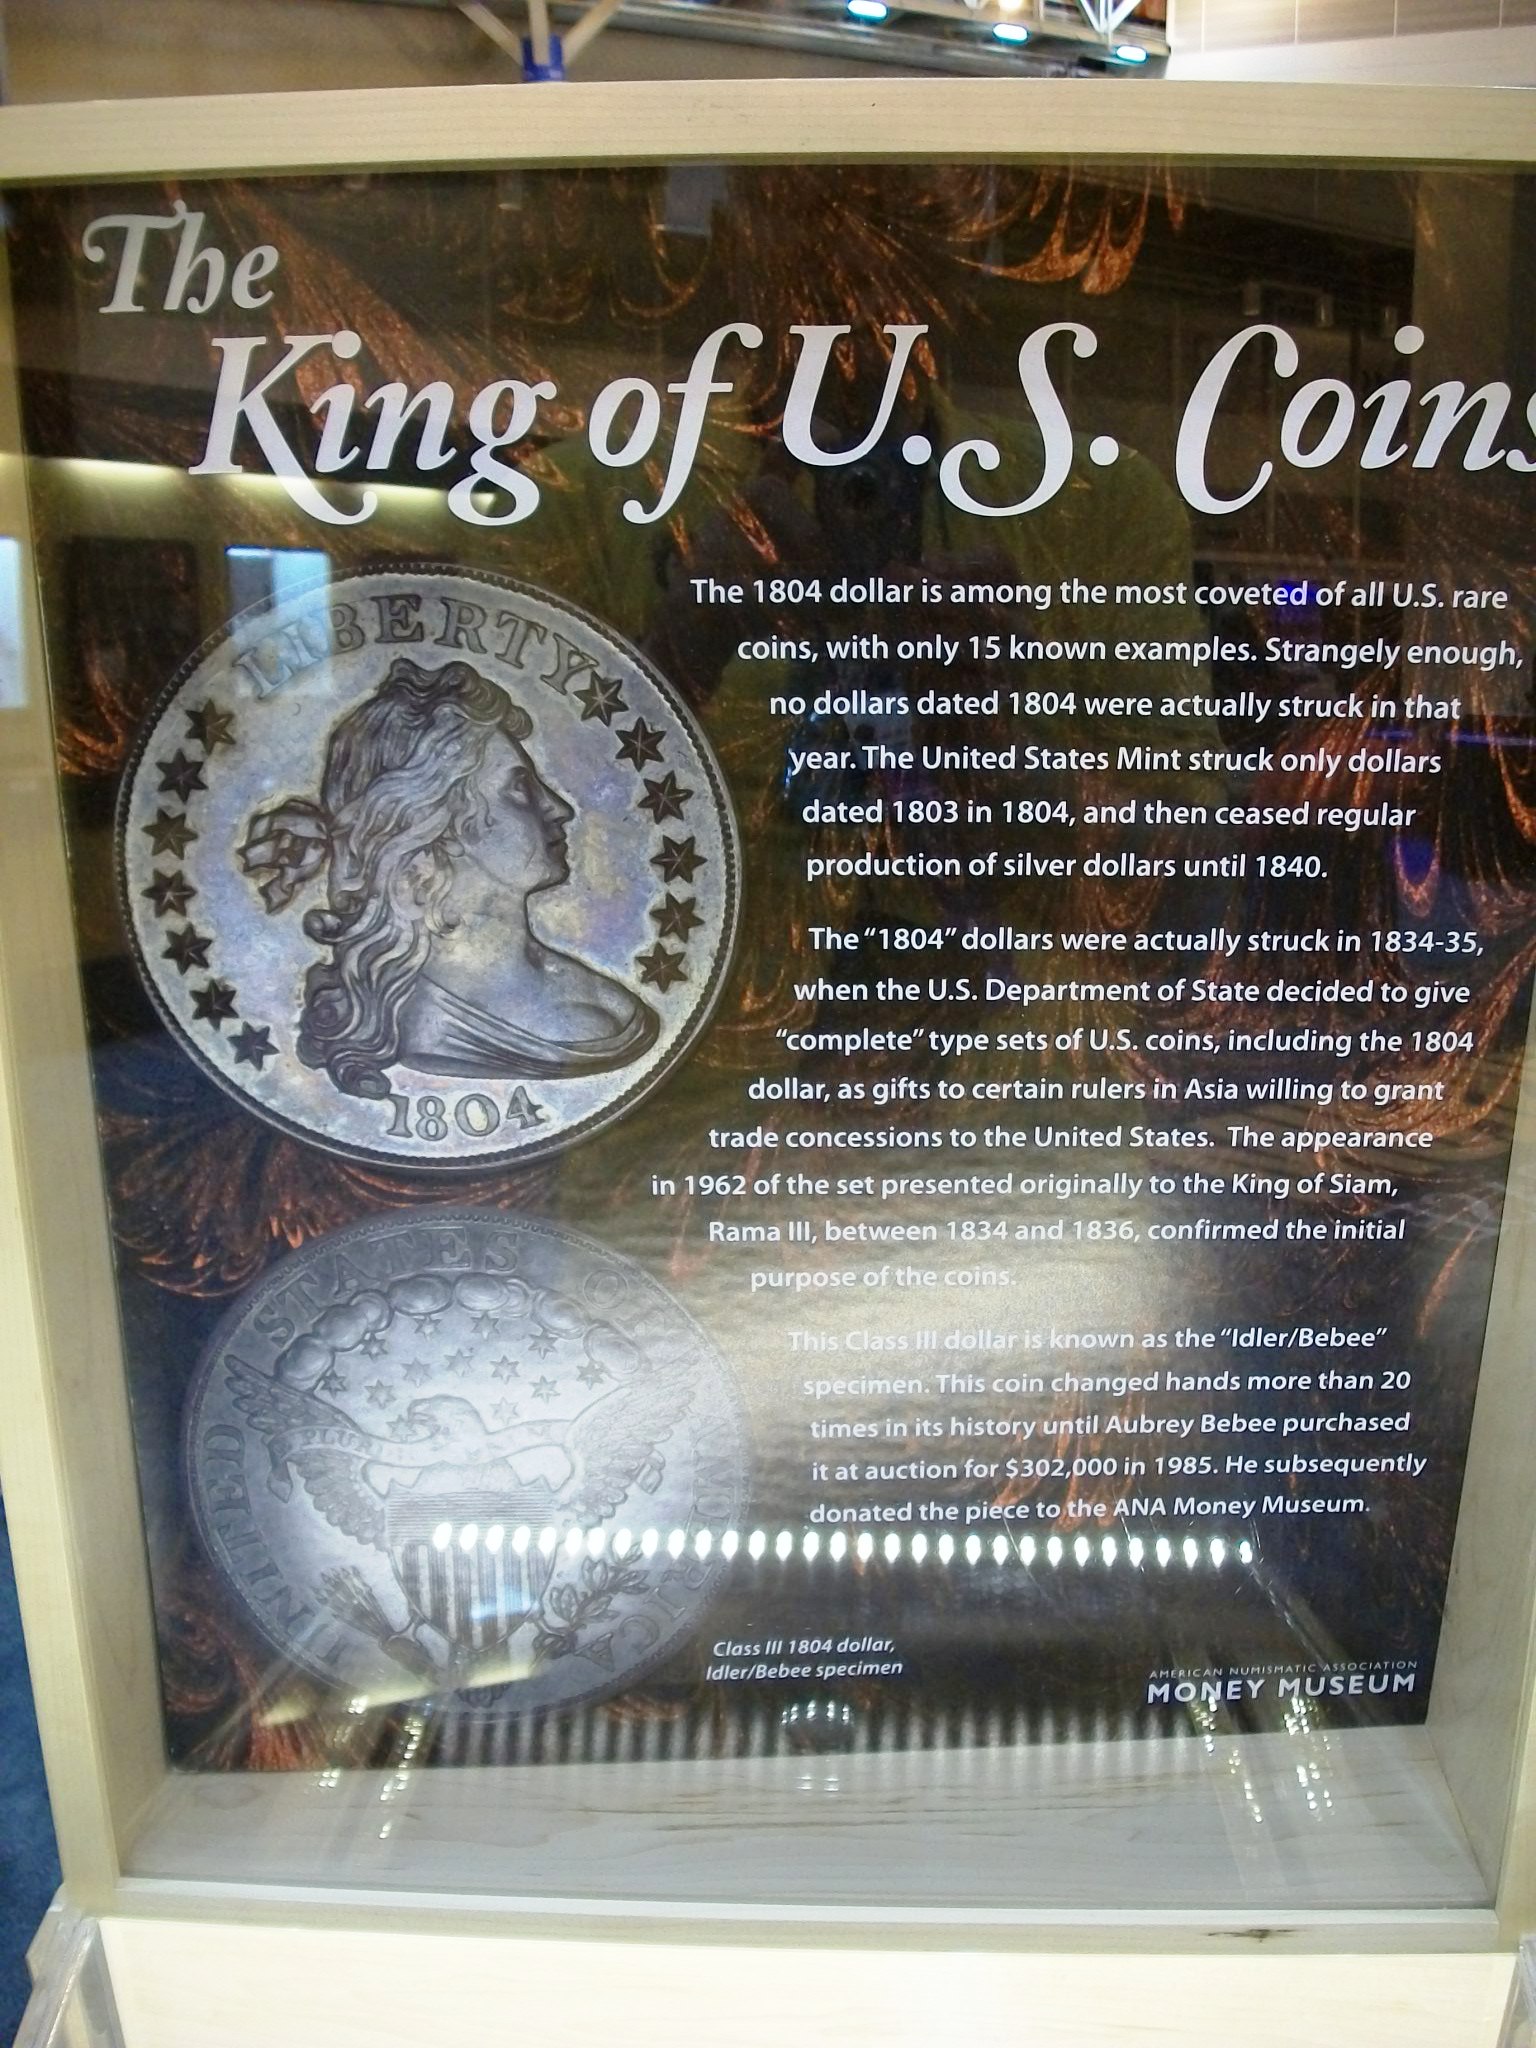 The
King of U.S. Coins
LIBERTY
1804
The 1804 dollar is among the most coveted of all U.S. rare
coins, with only 15 known examples. Strangely enough,
no dollars dated 1804 were actually struck in that
year. The United States Mint struck only dollars
dated 1803 in 1804, and then ceased regular
production of silver dollars until 1840.
The “1804” dollars were actually struck in 1834-35,
when the U.S. Department of State decided to give
“complete” type sets of U.S. coins, including the 1804
dollar, as gifts to certain rulers in Asia willing to grant
trade concessions to the United States. The appearance
in 1962 of the set presented originally to the King of Siam,
Rama III, between 1834 and 1836, confirmed the initial
purpose of the coins.
This Class III dollar is known as the “Idler/Bebee”
specimen. This coin changed hands more than 20
times in its history until Aubrey Bebee purchased
it at auction for $302,000 in 1985. He subsequently
donated the piece to the ANA Money Museum.
UNITED STATES OF
PLURI
Class III 1804 dollar,
Idler/Bebee specimen
AMERICAN NUMISMATIC ASSOCIATION
MONEY MUSEUM